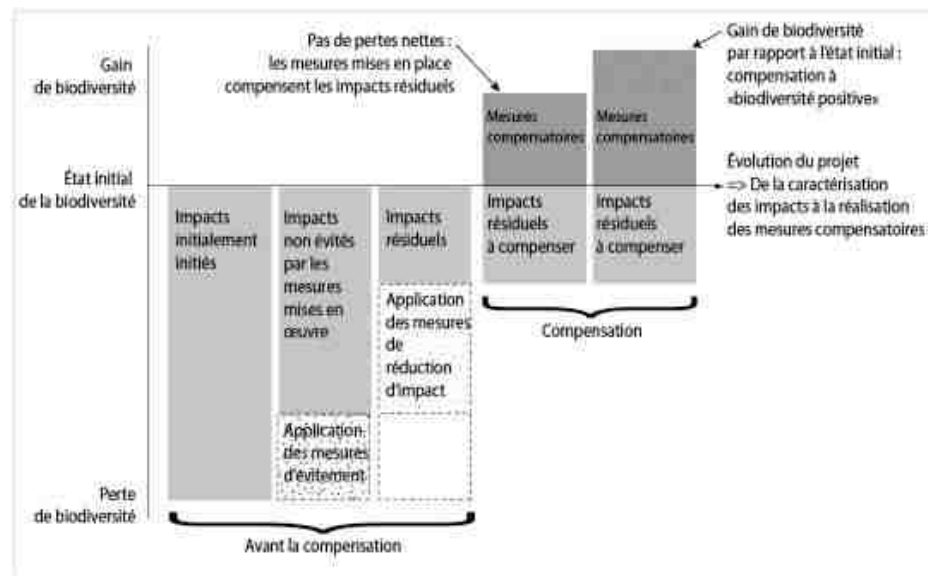 Pas de pertes nettes :
les mesures mises en place
compensent les impacts résiduels
Gain de biodiversité
par rapport à l'état initial :
compensation à
«biodiversité positive»
Gain
de biodiversité
Mesures
compensatoires
Mesures
compensatoires
État initial
de la biodiversité
Évolution du projet
=> De la caractérisation
des impacts à la réalisation
des mesures compensatoires
Impacts
initialement
initiés
Impacts
non évités
par les
mesures
mises en
œuvre
Impacts
résiduels
Impacts
résiduels
à compenser
Impacts
résiduels
à compenser
Application
des mesures
de
réduction
d'impact
Compensation
Application
des mesures
d'évitement
Perte
de biodiversité
Avant la compensation